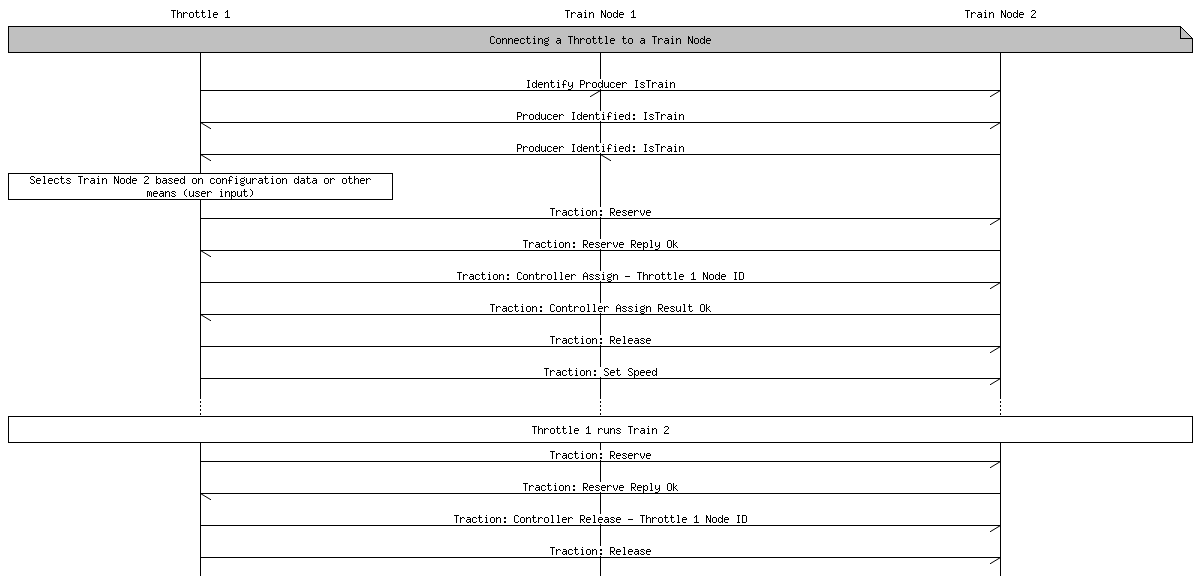 Throttle 1 Train Node 1 Train Node 2
Connecting a Throttle to a Train Node
Identify Producer IsTrain
Producer Identified: IsTrain
Producer Identified: IsTrain
Selects Train Node 2 based on configuration data or other
means (user input)
Traction: Reserve
Traction: Reserve Reply Ok
Traction: Controller Assign - Throttle 1 Node ID
Traction: Controller Assign Result Ok
Traction: Release
Traction: Set Speed
Throttle 1 runs Train 2
Traction: Reserve
Traction: Reserve Reply Ok
Traction: Controller Release - Throttle 1 Node ID
Traction: Release